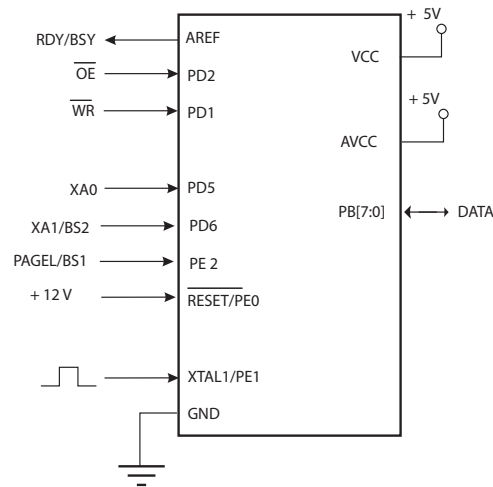 + 5V
RDY/BSY AREF
VCC
OE PD2
WR PD1
+ 5V
AVCC
XA0 PD5
PB[7:0] DATA
XA1/BS2 PD6
PAGEL/BS1 PE 2
+ 12 V RESET/PE0
XTAL1/PE1
GND